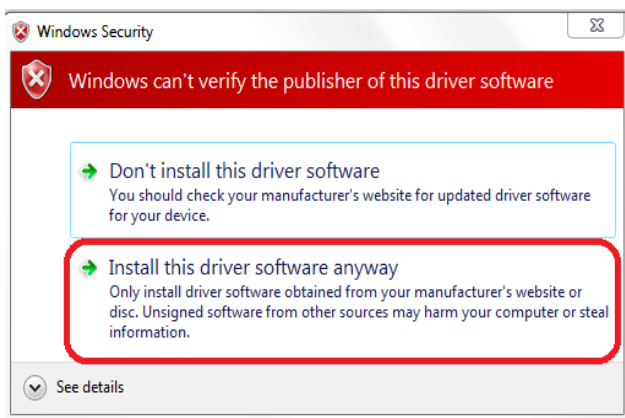 Windows Security
Windows can't verify the publisher of this driver software
Don't install this driver software
You should check your manufacturer's website for updated driver software
for your device.
Install this driver software anyway
Only install driver software obtained from your manufacturer's website or
disc. Unsigned software from other sources may harm your computer or steal
information.
See details